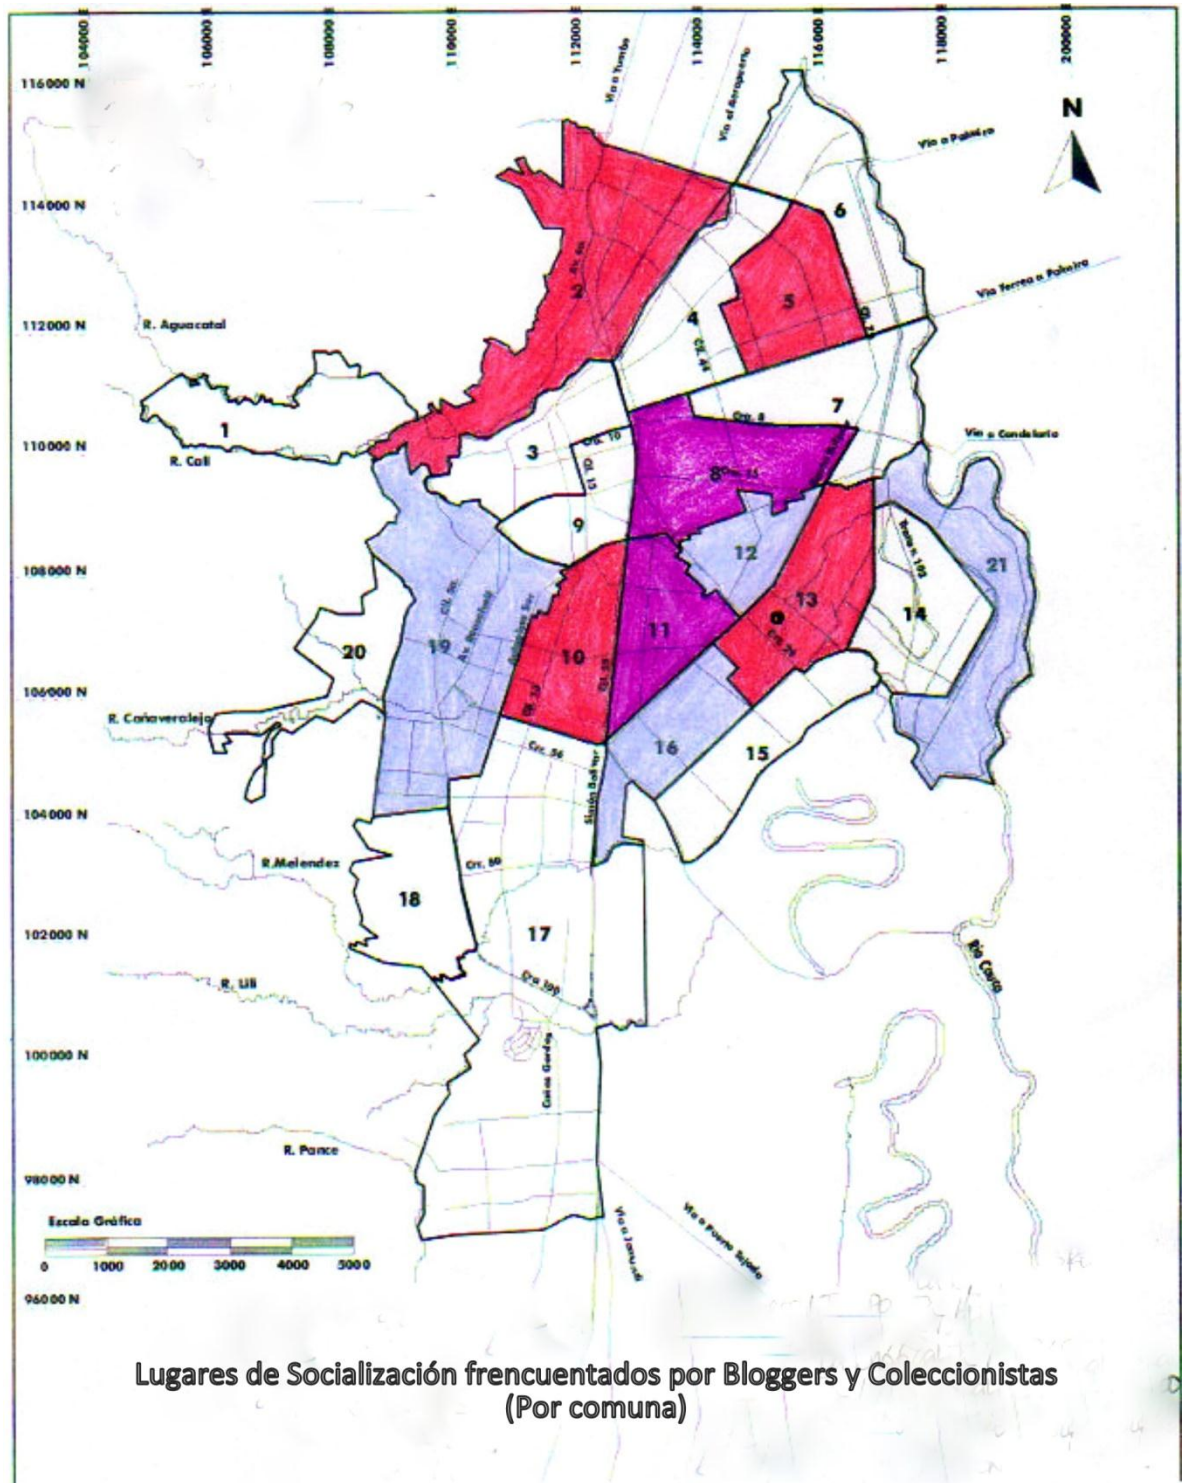 104000
106000
108000
110000
112000
114000
116000
118000
200000
116000 N
Vía a Yumbo
Vía al Aeropuerto
N
Vía a Palmira
114000 N
6
2
5
Vía Ferrea a Palmira
112000 N
R. Aguacatal
4
1
7
Vía a Candelaria
110000 N
R. Cali
3
Cra. 10
Cra. 8
Cll. 15
8
9
12
21
108000 N
13
14
11
20
19
10
Cra. 28
106000 N
R. Cañaveralejo
Cra. 56
16
15
Simón Bolívar
104000 N
R.Melendez
18
17
102000 N
Cra. 100
R. Lili
Río Cauca
100000 N
R. Pance
98000 N
Vía a Puerto Tejada
Vía a Jamundí
Escala Gráfica
0 1000 2000 3000 4000 5000
96000 N
Lugares de Socialización frencuentados por Bloggers y Coleccionistas
(Por comuna)